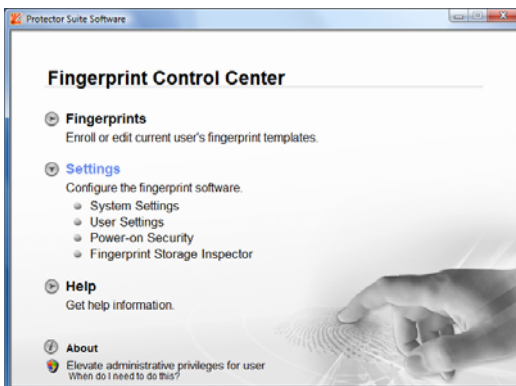 Protector Suite Software
Fingerprint Control Center
Fingerprints
Enroll or edit current user's fingerprint templates.
Settings
Configure the fingerprint software.
System Settings
User Settings
Power-on Security
Fingerprint Storage Inspector
Help
Get help information.
About
Elevate administrative privileges for user
When do I need to do this?